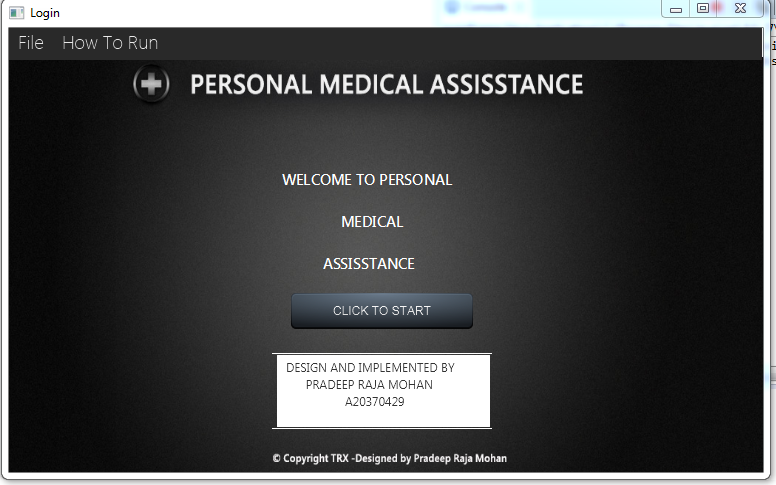 Login
File How To Run
PERSONAL MEDICAL ASSISSTANCE
WELCOME TO PERSONAL
MEDICAL
ASSISSTANCE
CLICK TO START
DESIGN AND IMPLEMENTED BY
PRADEEP RAJA MOHAN
A20370429
© Copyright TRX -Designed by Pradeep Raja Mohan